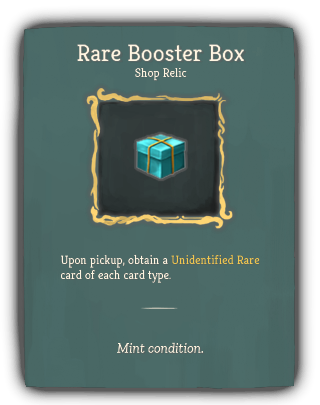 Rare Booster Box
Shop Relic
Upon pickup, obtain a Unidentified Rare
card of each card type.
Mint condition.